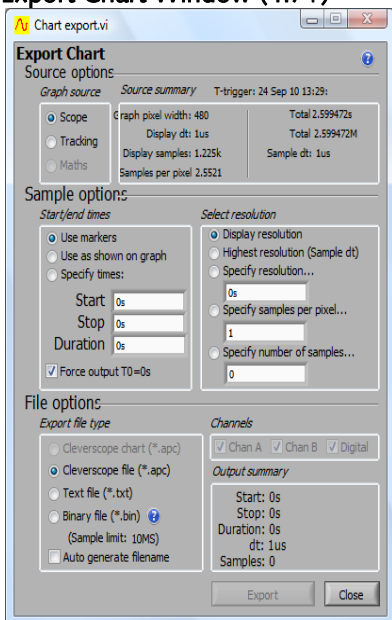 Export Chart Window (4.7+)
Chart export.vi
Export Chart
Source options
Graph source
Source summary
T-trigger: 24 Sep 10 13:29:
Scope
Tracking
Maths
Graph pixel width: 480
Display dt: 1us
Display samples: 1.225k
Samples per pixel 2.5521
Total 2.599472s
Total 2.599472M
Sample dt: 1us
Sample options
Start/end times
Use markers
Use as shown on graph
Specify times:
Start 0s
Stop 0s
Duration 0s
Force output T0=0s
Select resolution
Display resolution
Highest resolution (Sample dt)
Specify resolution...
0s
Specify samples per pixel...
1
Specify number of samples...
0
File options
Export file type
Cleverscope chart (*.apc)
Cleverscope file (*.apc)
Text file (*.txt)
Binary file (*.bin)
(Sample limit: 10MS)
Auto generate filename
Channels
Chan A Chan B Digital
Output summary
Start: 0s
Stop: 0s
Duration: 0s
dt: 1us
Samples: 0
Export Close